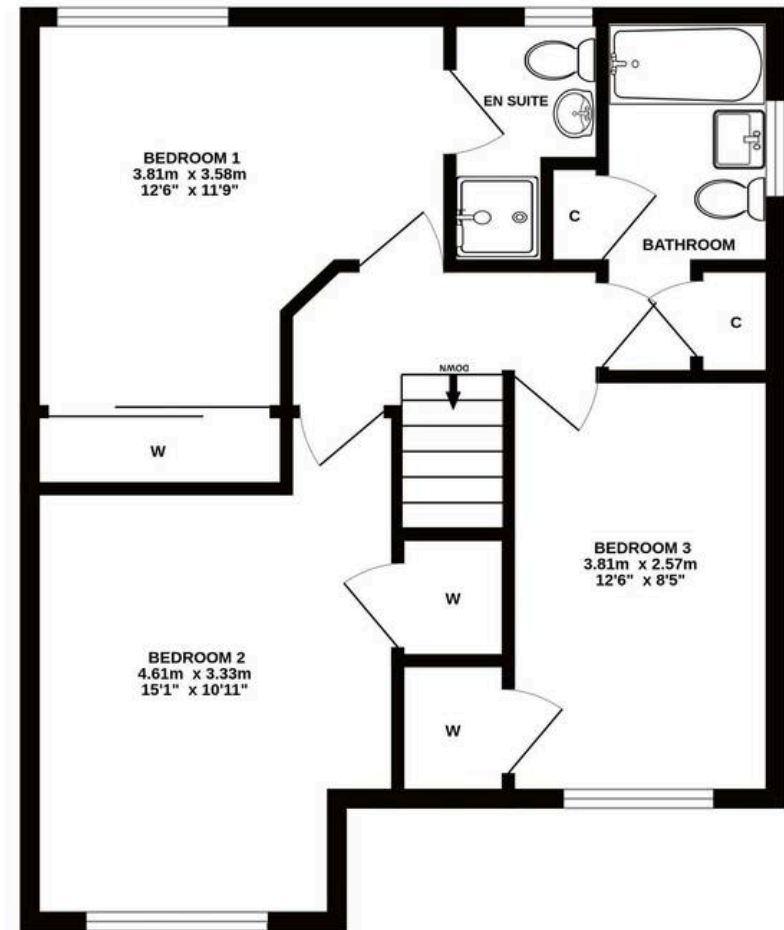 BEDROOM 1
3.81m x 3.58m
12'6" x 11'9"
EN SUITE
C
BATHROOM
C
DOWN
W
BEDROOM 3
3.81m x 2.57m
12'6" x 8'5"
W
BEDROOM 2
4.61m x 3.33m
15'1" x 10'11"
W